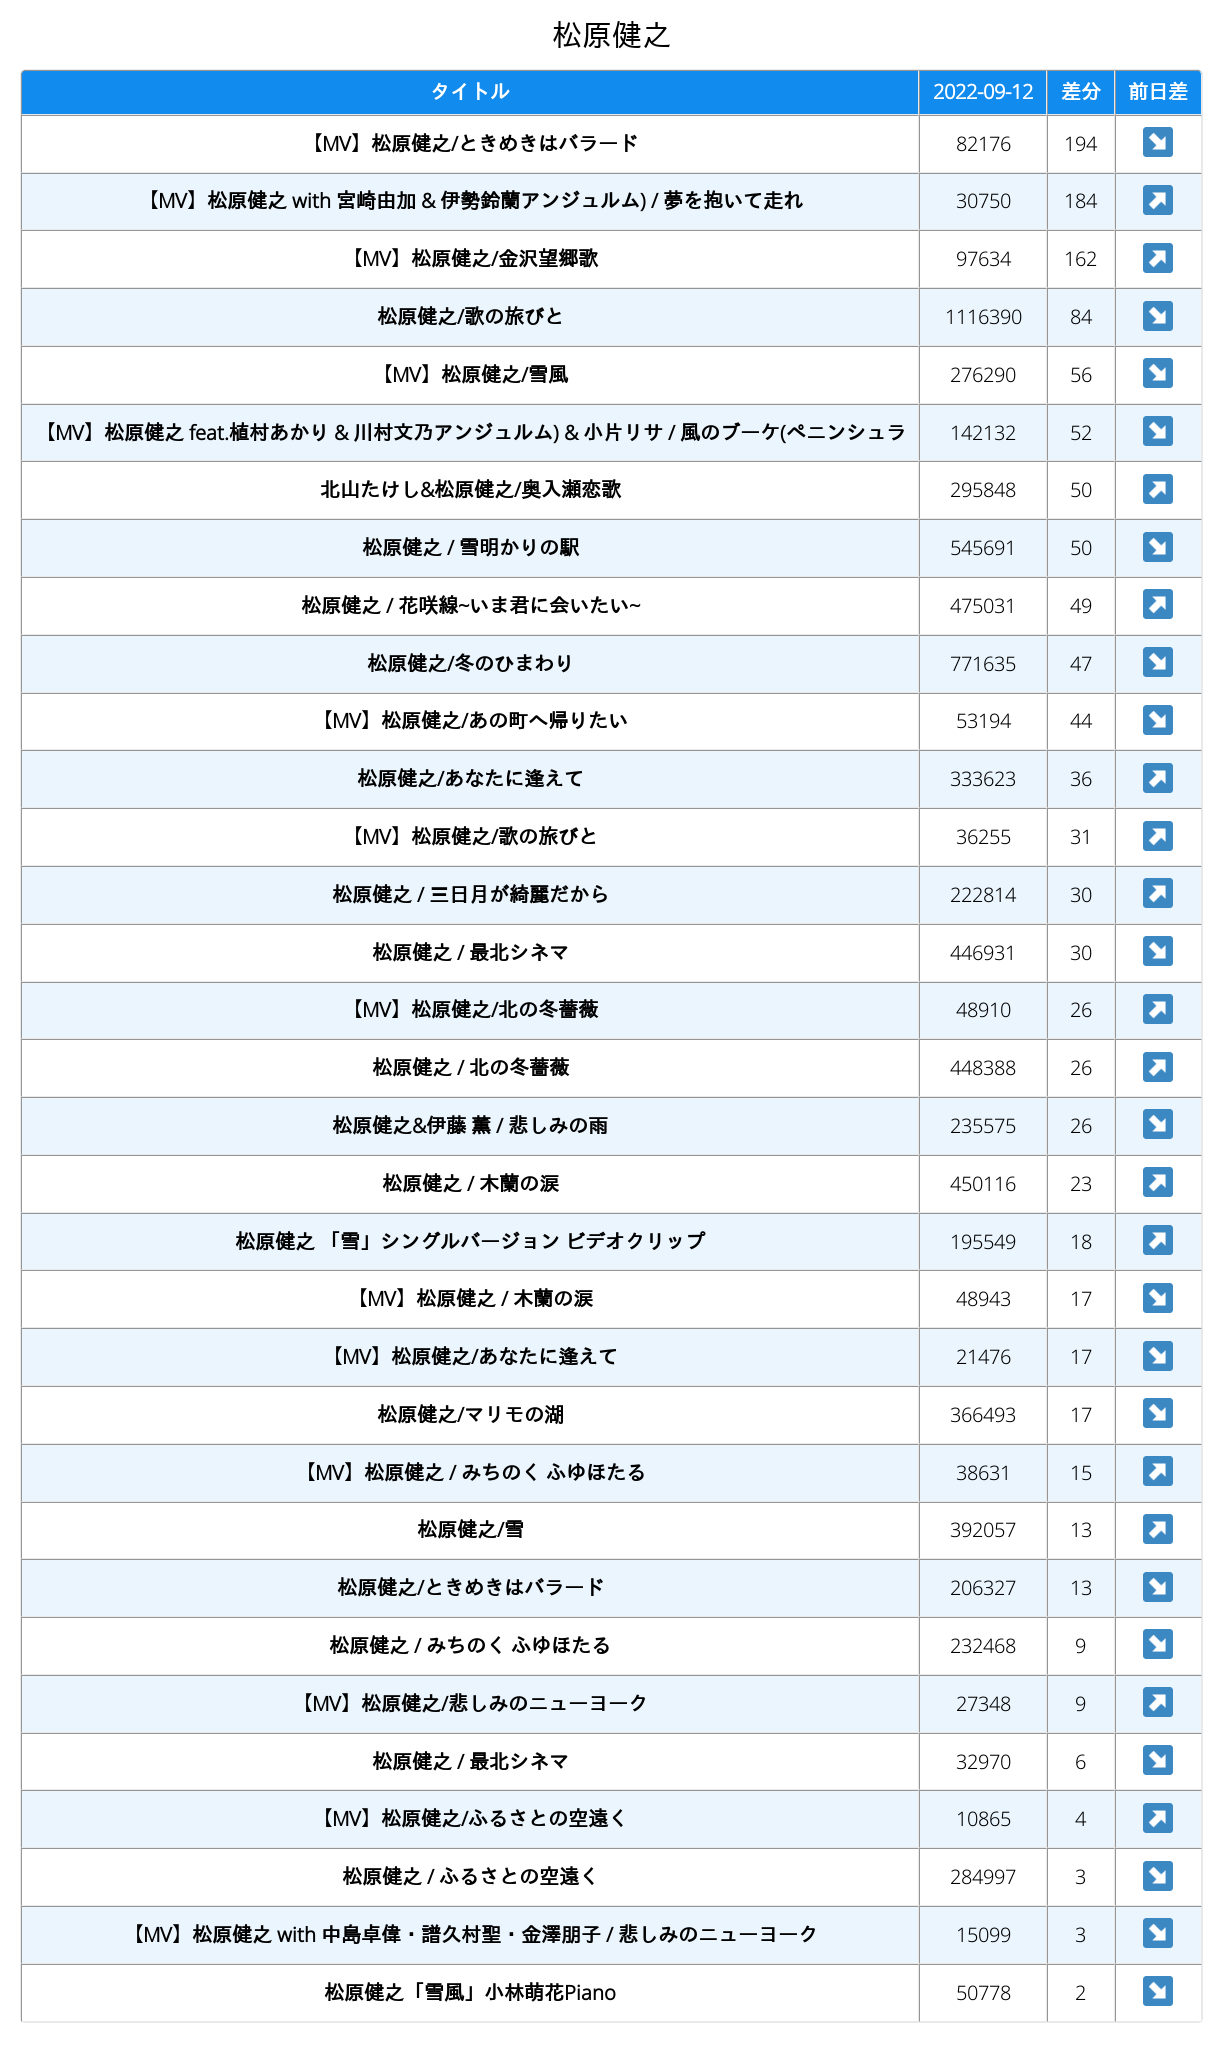 松原健之
タイトル 2022-09-12 差分 前日差
【MV】松原健之/ときめきはバラード 82176 194 ↘
【MV】松原健之 with 宮崎由加 & 伊勢鈴蘭アンジュルム) / 夢を抱いて走れ 30750 184 ↗
【MV】松原健之/金沢望郷歌 97634 162 ↗
松原健之/歌の旅びと 1116390 84 ↘
【MV】松原健之/雪風 276290 56 ↘
【MV】松原健之 feat.植村あかり & 川村文乃アンジュルム) & 小片リサ / 風のブーケ(ペニンシュラ 142132 52 ↘
北山たけし&松原健之/奥入瀬恋歌 295848 50 ↗
松原健之 / 雪明かりの駅 545691 50 ↘
松原健之 / 花咲線~いま君に会いたい~ 475031 49 ↗
松原健之/冬のひまわり 771635 47 ↘
【MV】松原健之/あの町へ帰りたい 53194 44 ↘
松原健之/あなたに逢えて 333623 36 ↗
【MV】松原健之/歌の旅びと 36255 31 ↗
松原健之 / 三日月が綺麗だから 222814 30 ↗
松原健之 / 最北シネマ 446931 30 ↘
【MV】松原健之/北の冬薔薇 48910 26 ↗
松原健之 / 北の冬薔薇 448388 26 ↗
松原健之&伊藤 薫 / 悲しみの雨 235575 26 ↘
松原健之 / 木蘭の涙 450116 23 ↗
松原健之 「雪」シングルバージョン ビデオクリップ 195549 18 ↗
【MV】松原健之 / 木蘭の涙 48943 17 ↘
【MV】松原健之/あなたに逢えて 21476 17 ↘
松原健之/マリモの湖 366493 17 ↘
【MV】松原健之 / みちのく ふゆほたる 38631 15 ↗
松原健之/雪 392057 13 ↗
松原健之/ときめきはバラード 206327 13 ↘
松原健之 / みちのく ふゆほたる 232468 9 ↘
【MV】松原健之/悲しみのニューヨーク 27348 9 ↗
松原健之 / 最北シネマ 32970 6 ↘
【MV】松原健之/ふるさとの空遠く 10865 4 ↗
松原健之 / ふるさとの空遠く 284997 3 ↘
【MV】松原健之 with 中島卓偉・譜久村聖・金澤朋子 / 悲しみのニューヨーク 15099 3 ↘
松原健之「雪風」小林萌花Piano 50778 2 ↘